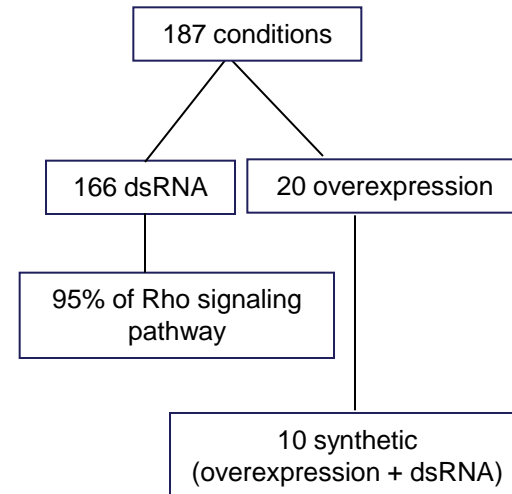 187 conditions
166 dsRNA
20 overexpression
95% of Rho signaling
pathway
10 synthetic
(overexpression + dsRNA)